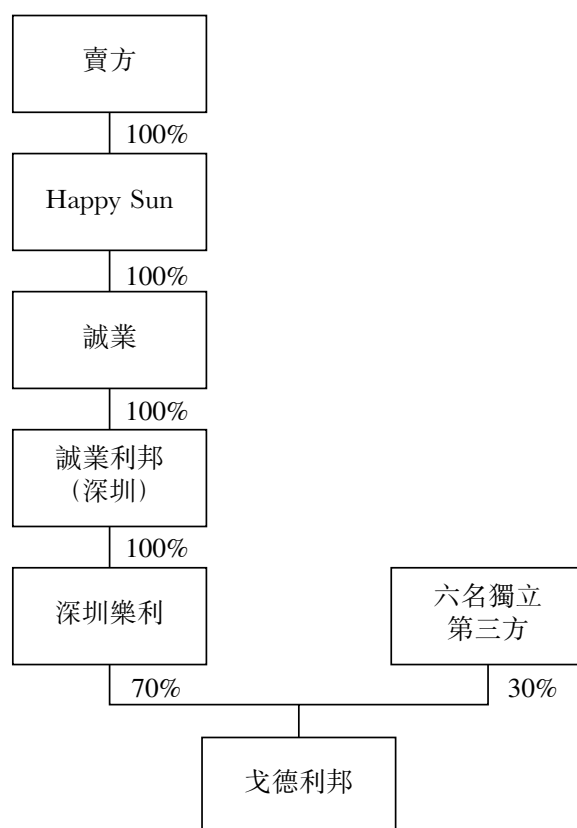 賣方
100%
Happy Sun
100%
誠業
100%
誠業利邦
（深圳）
100%
深圳樂利
六名獨立
第三方
70%
30%
戈德利邦